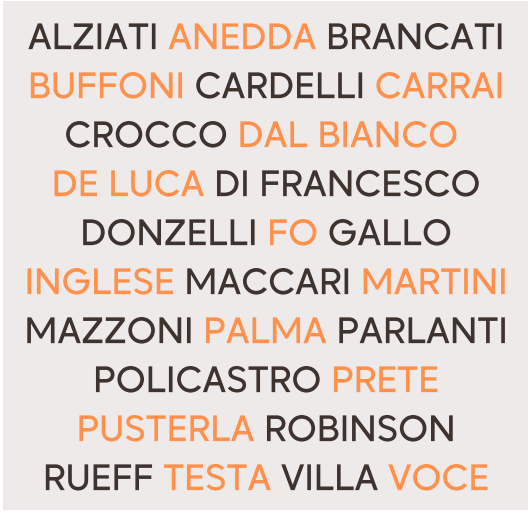 ALZIATI ANEDDA BRANCATI
BUFFONI CARDELLI CARRAI
CROCCO DAL BIANCO
DE LUCA DI FRANCESCO
DONZELLI FO GALLO
INGLESE MACCARI MARTINI
MAZZONI PALMA PARLANTI
POLICASTRO PRETE
PUSTERLA ROBINSON
RUEFF TESTA VILLA VOCE